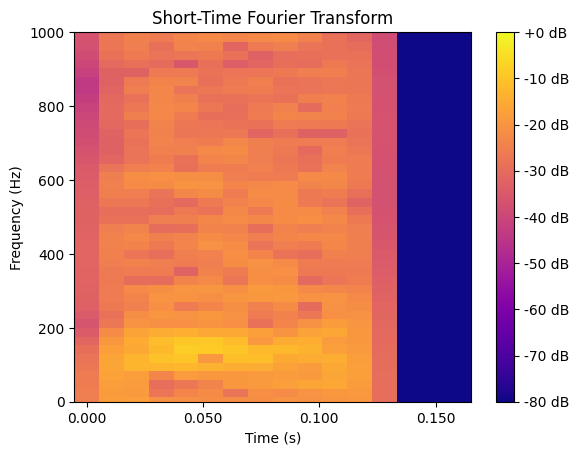 Short-Time Fourier Transform
1000
800
600
400
200
0
Frequency (Hz)
0.000
0.050
0.100
0.150
Time (s)
+0 dB
-10 dB
-20 dB
-30 dB
-40 dB
-50 dB
-60 dB
-70 dB
-80 dB